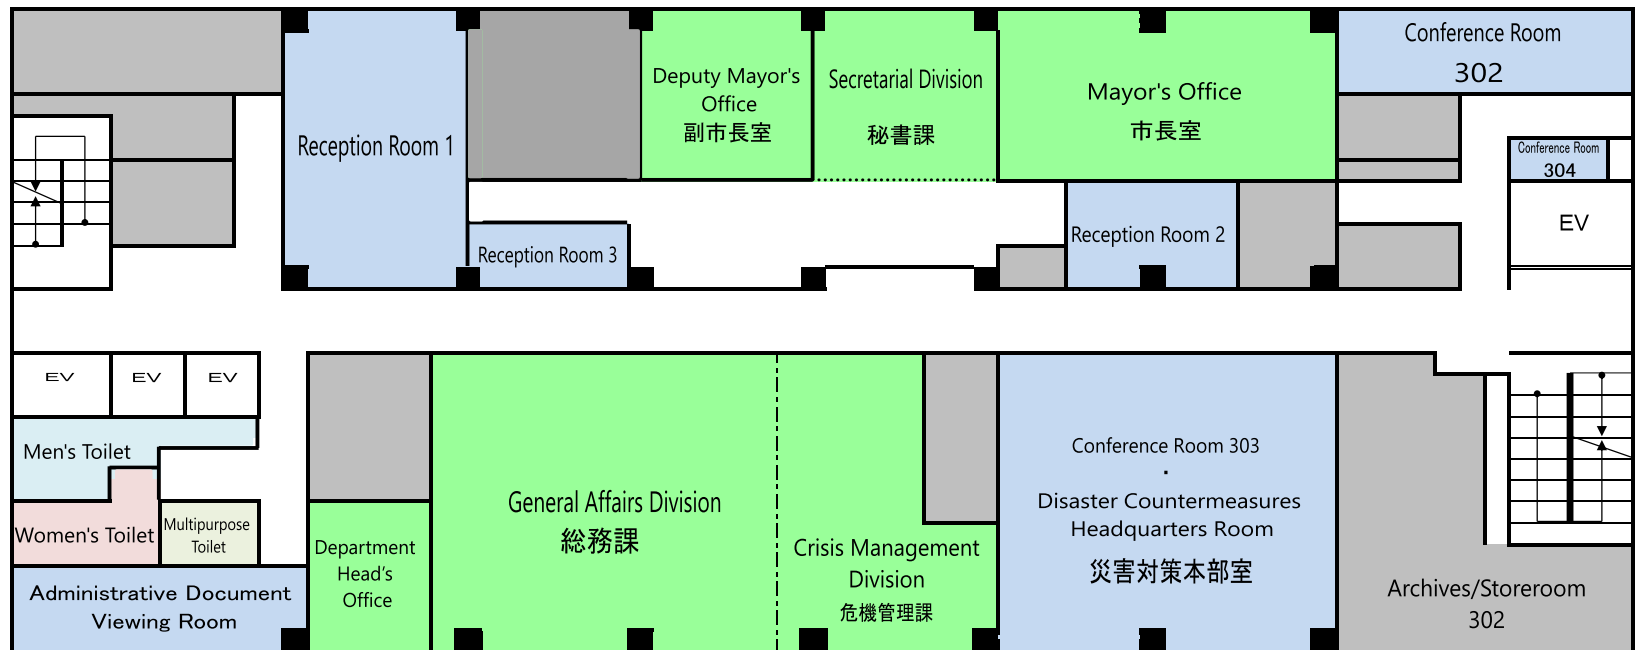 Reception Room 1
Deputy Mayor's
Office
副市長室
Secretarial Division
秘書課
Mayor's Office
市長室
Conference Room
302
Conference Room
304
EV
Reception Room 3
Reception Room 2
EV
EV
EV
Men's Toilet
Women's Toilet
Multipurpose
Toilet
Administrative Document
Viewing Room
Department
Head's
Office
General Affairs Division
総務課
Crisis Management
Division
危機管理課
Conference Room 303
・
Disaster Countermeasures
Headquarters Room
災害対策本部室
Archives/Storeroom
302